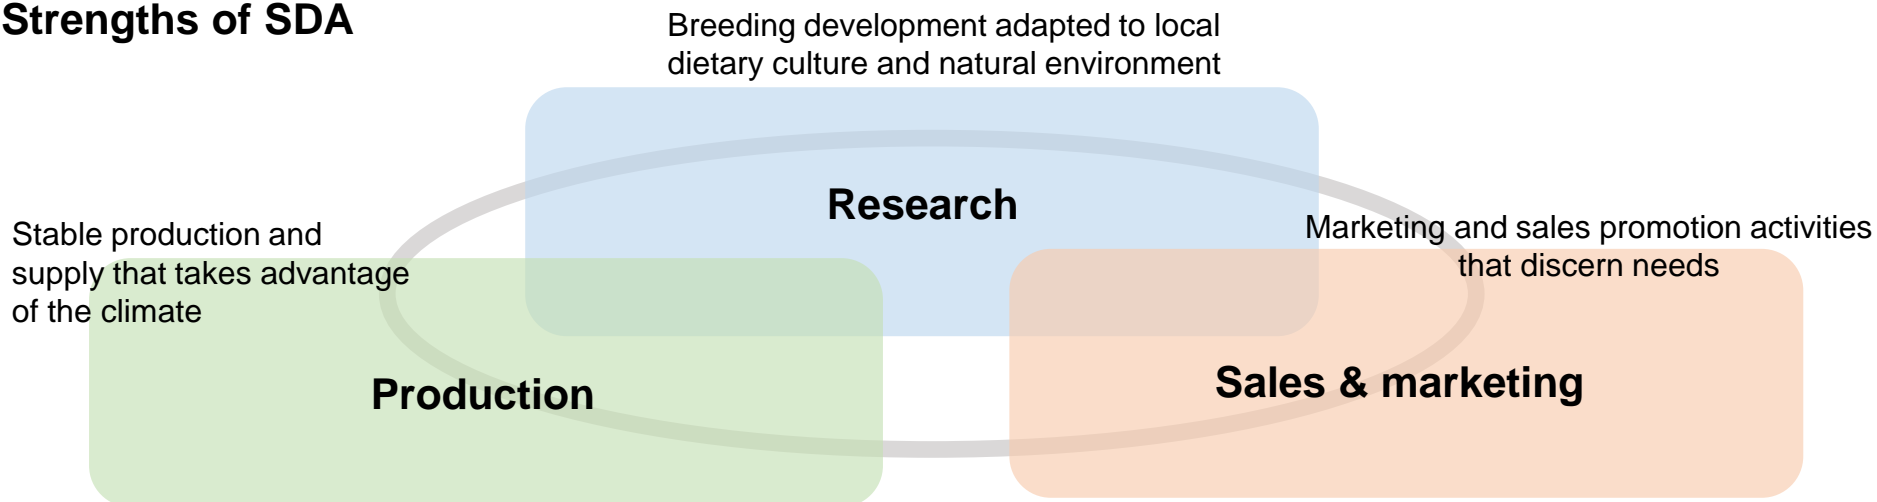 Strengths of SDA
Breeding development adapted to local
dietary culture and natural environment
Research
Stable production and
supply that takes advantage
of the climate
Marketing and sales promotion activities
that discern needs
Production
Sales & marketing